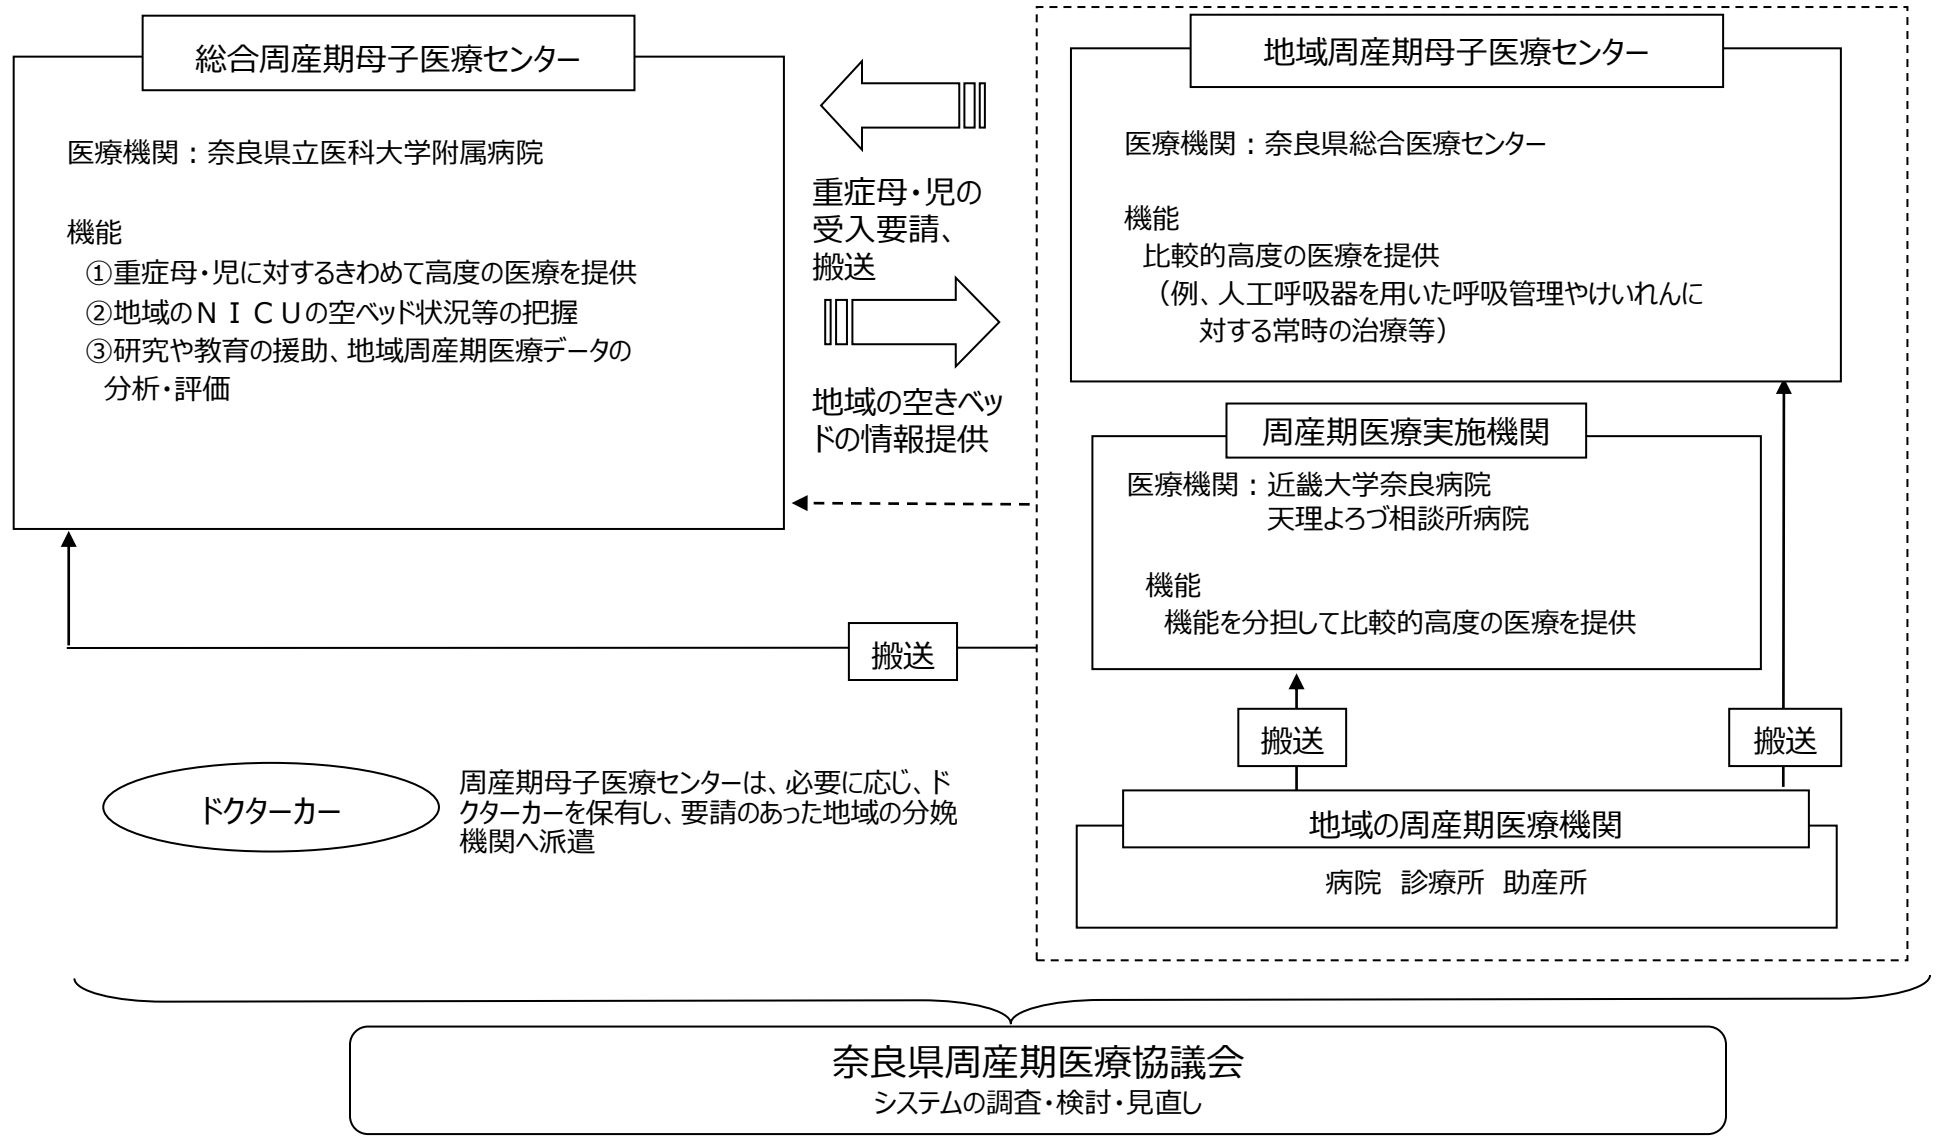 総合周産期母子医療センター
医療機関：奈良県立医科大学附属病院
機能
①重症母・児に対するきわめて高度の医療を提供
②地域のＮＩＣＵの空ベッド状況等の把握
③研究や教育の援助、地域周産期医療データの
分析・評価
重症母・児の
受入要請、
搬送
地域の空きベッ
ドの情報提供
地域周産期母子医療センター
医療機関：奈良県総合医療センター
機能
比較的高度の医療を提供
（例、人工呼吸器を用いた呼吸管理やけいれんに
対する常時の治療等）
周産期医療実施機関
医療機関：近畿大学奈良病院
天理よろづ相談所病院
機能
機能を分担して比較的高度の医療を提供
搬送
搬送
搬送
地域の周産期医療機関
病院　診療所　助産所
ドクターカー
周産期母子医療センターは、必要に応じ、ド
クターカーを保有し、要請のあった地域の分娩
機関へ派遣
奈良県周産期医療協議会
システムの調査・検討・見直し